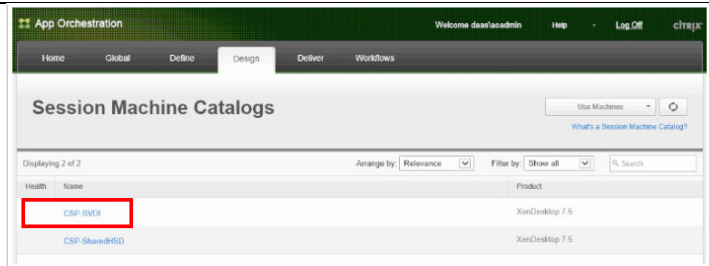 App Orchestration Welcome daas\aoadmin Help Log Off CITRIX
Home Global Define Design Deliver Workflows
Session Machine Catalogs
Use Machines
What's a Session Machine Catalog?
Displaying 2 of 2 Arrange by: Relevance Filter by: Show all Search
Health Name Product
CSP-SVDI XenDesktop 7.5
CSP-SharedHSD XenDesktop 7.5